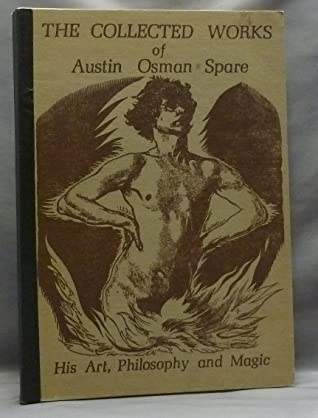 THE COLLECTED WORKS
of
Austin Osman Spare
His Art, Philosophy and Magic